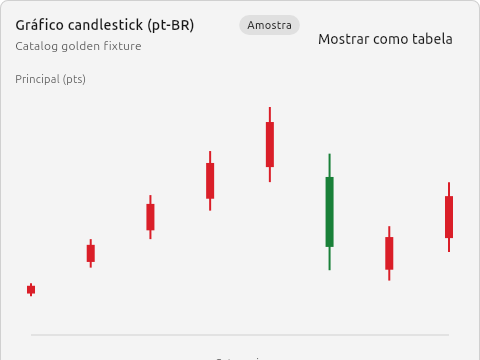 Gráfico candlestick (pt-BR)
Amostra
Catalog golden fixture
Mostrar como tabela
Principal (pts)